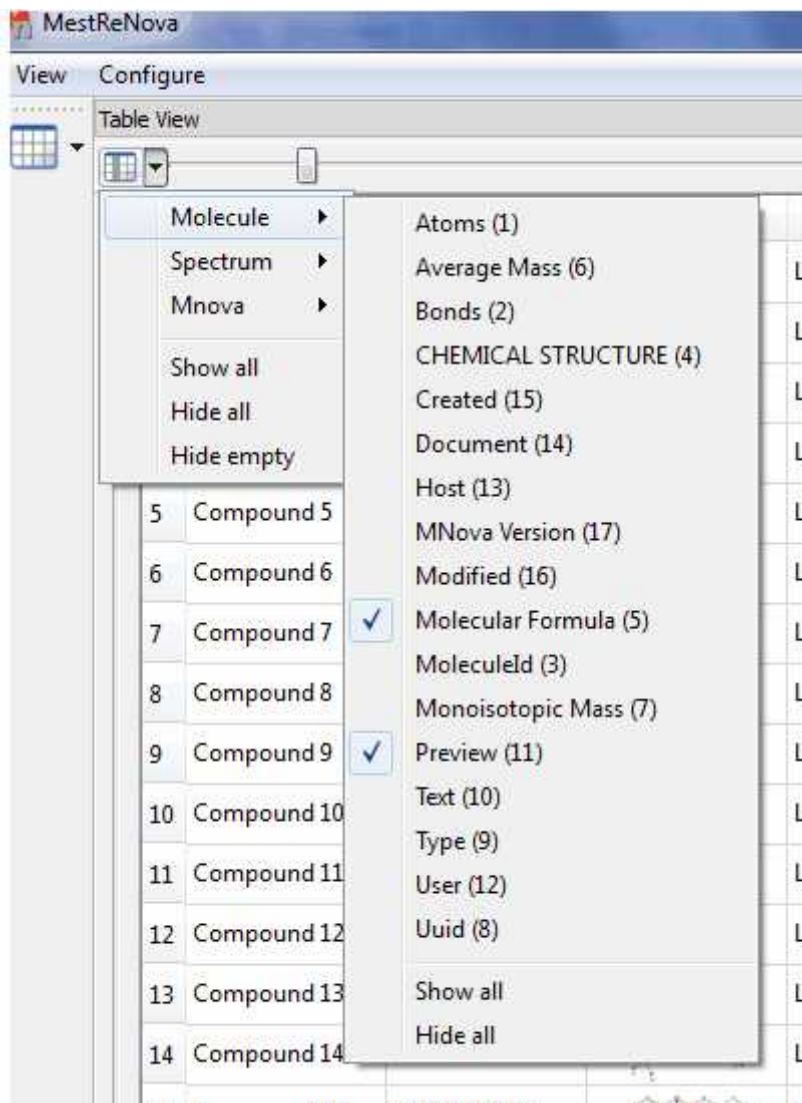 MestReNova
View Configure
Table View
Molecule
Spectrum
Mnova
Show all
Hide all
Hide empty
Atoms (1)
Average Mass (6)
Bonds (2)
CHEMICAL STRUCTURE (4)
Created (15)
Document (14)
Host (13)
MNova Version (17)
Modified (16)
Molecular Formula (5)
MoleculeId (3)
Monoisotopic Mass (7)
Preview (11)
Text (10)
Type (9)
User (12)
Uuid (8)
Show all
Hide all
5 Compound 5
6 Compound 6
7 Compound 7
8 Compound 8
9 Compound 9
10 Compound 10
11 Compound 11
12 Compound 12
13 Compound 13
14 Compound 14